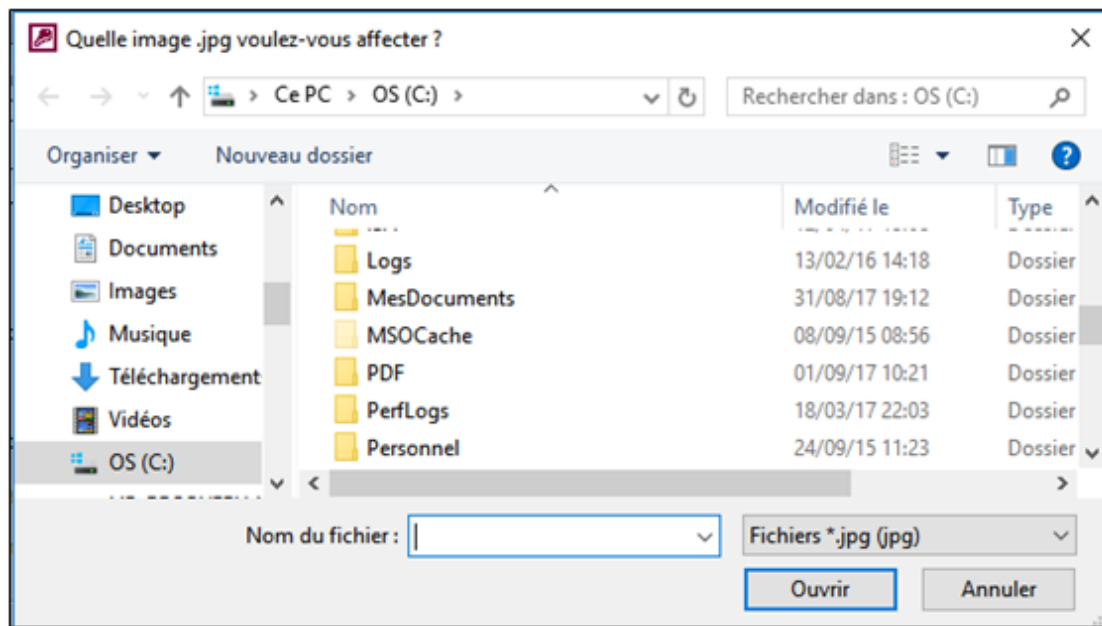 Quelle image .jpg voulez-vous affecter ?
Ce PC > OS (C:) >
Rechercher dans : OS (C:)
Organiser
Nouveau dossier
?
Desktop
Documents
Images
Musique
Téléchargement
Vidéos
OS (C:)
Nom Modifié le Type
Logs 13/02/16 14:18 Dossier
MesDocuments 31/08/17 19:12 Dossier
MSOCache 08/09/15 08:56 Dossier
PDF 01/09/17 10:21 Dossier
PerfLogs 18/03/17 22:03 Dossier
Personnel 24/09/15 11:23 Dossier
Nom du fichier :
Fichiers *.jpg (jpg)
Ouvrir
Annuler